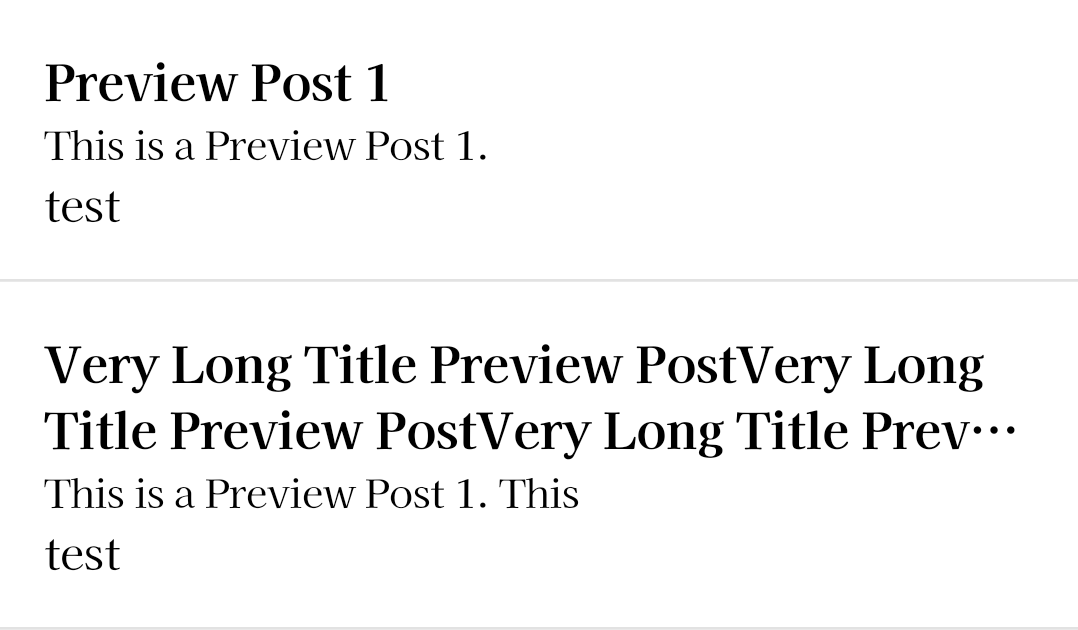 Preview Post 1
This is a Preview Post 1.
test
Very Long Title Preview PostVery Long
Title Preview PostVery Long Title Prev⋯
This is a Preview Post 1. This
test